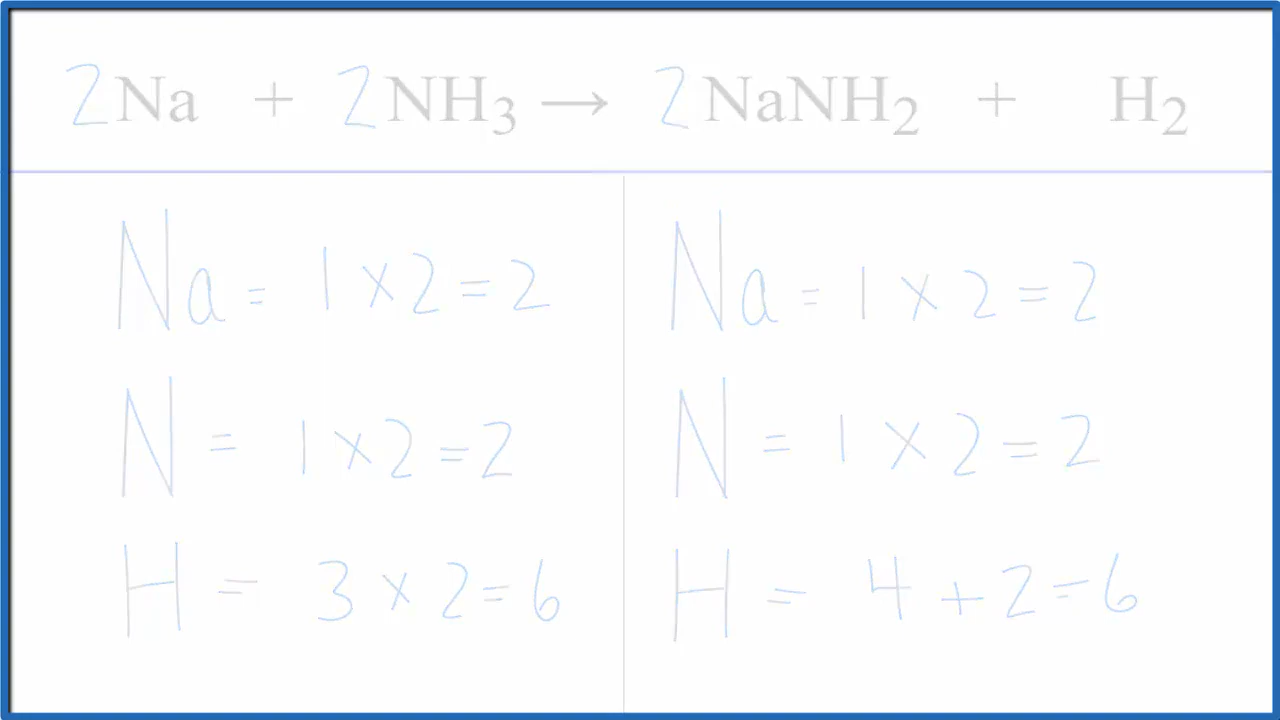 2Na + 2NH₃ → 2NaNH₂ + H₂
Na = 1 × 2 = 2
Na = 1 × 2 = 2
N = 1 × 2 = 2
N = 1 × 2 = 2
H = 3 × 2 = 6
H = 4 + 2 = 6